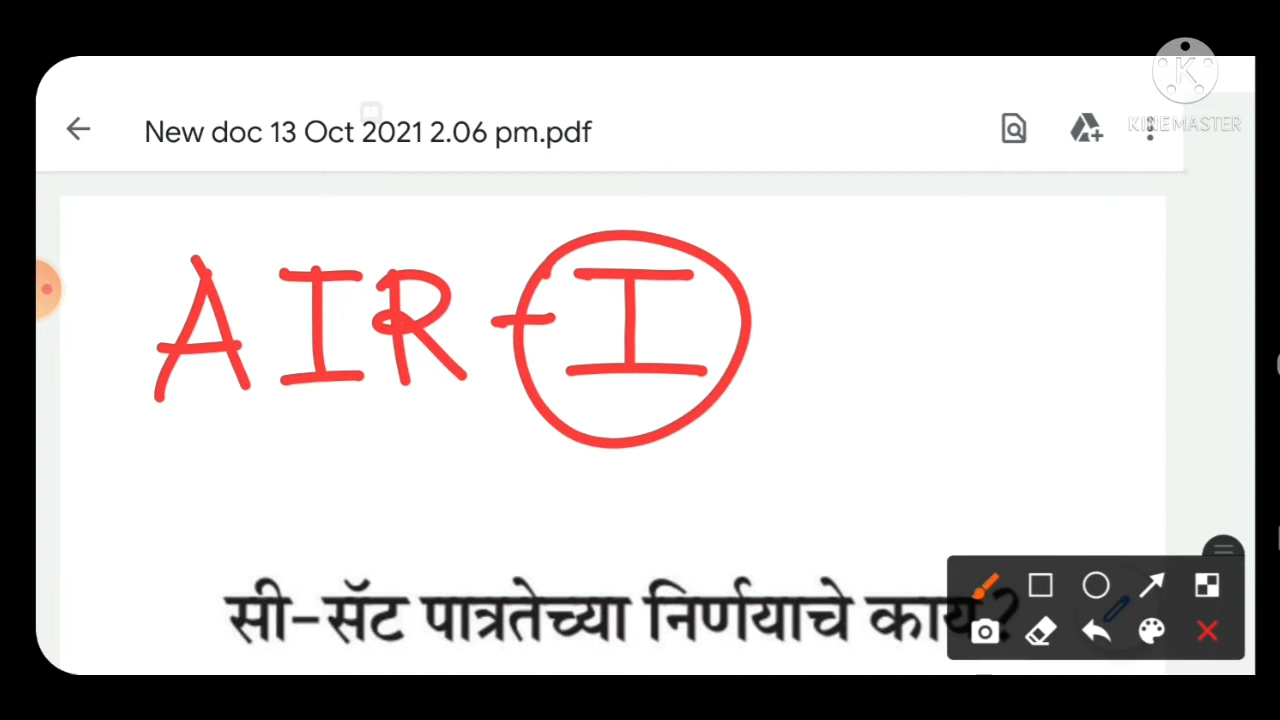 New doc 13 Oct 2021 2.06 pm.pdf
K
KINEMASTER
AIR-I
सी-सॅट पात्रतेच्या निर्णयाचे काय?